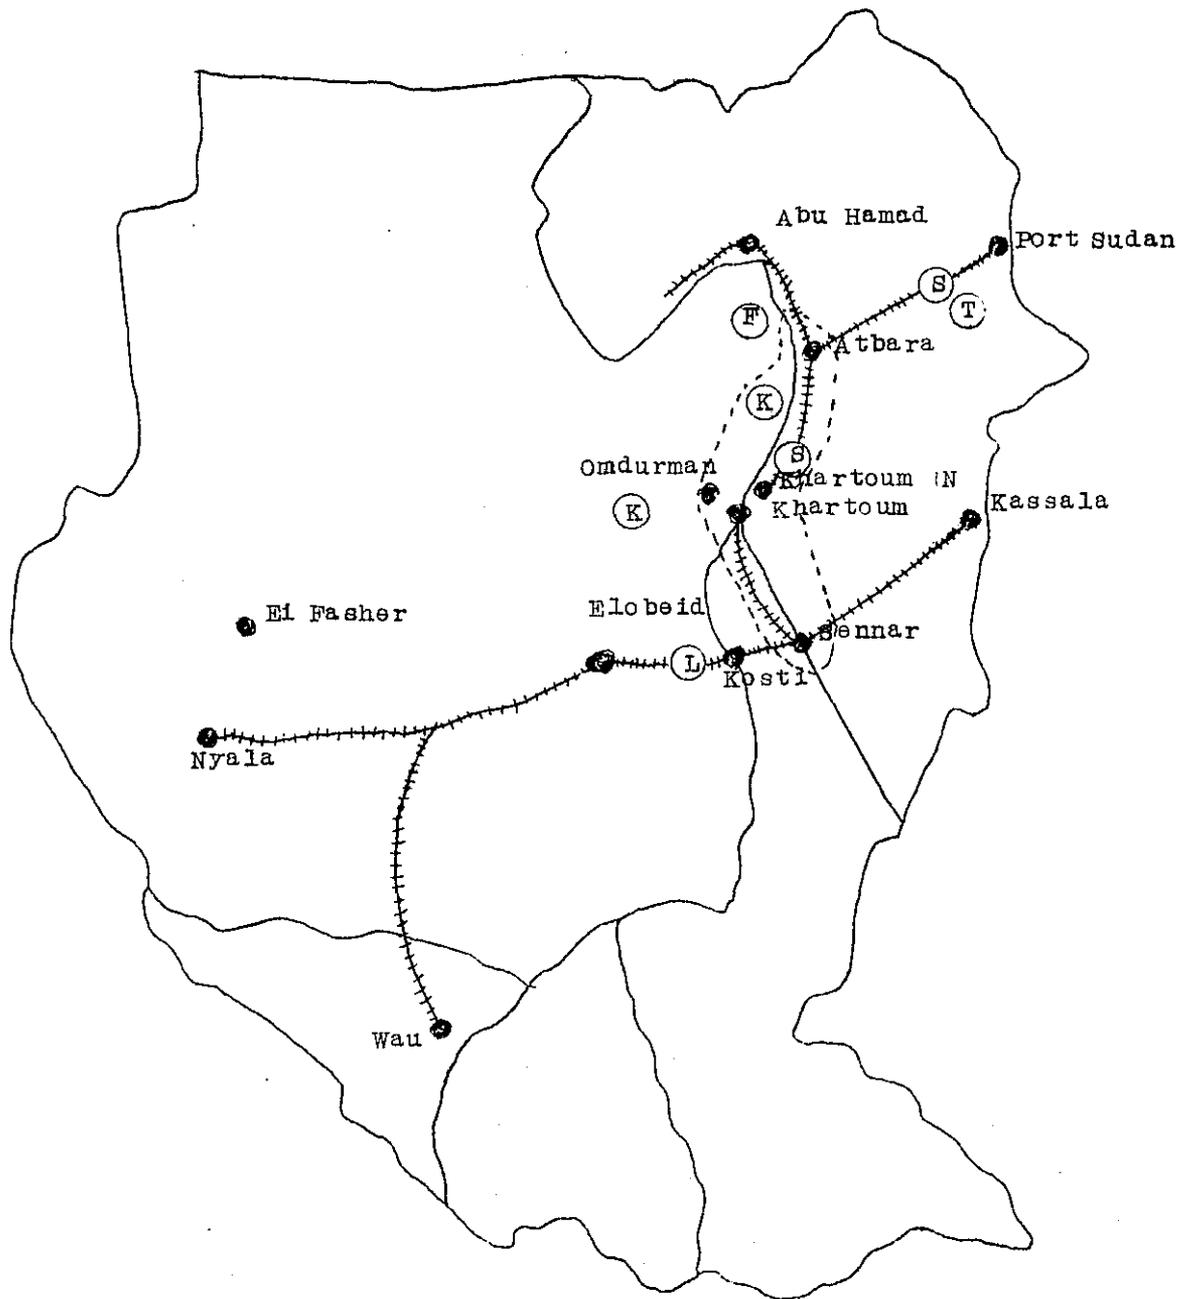 Abu Hamad
Port Sudan
S
T
F
Atbara
K
S
Omdurman
Khartoum N
K
Khartoum
Kassala
Elobeid
El Fasher
Sennar
L
Kosti
Nyala
Wau